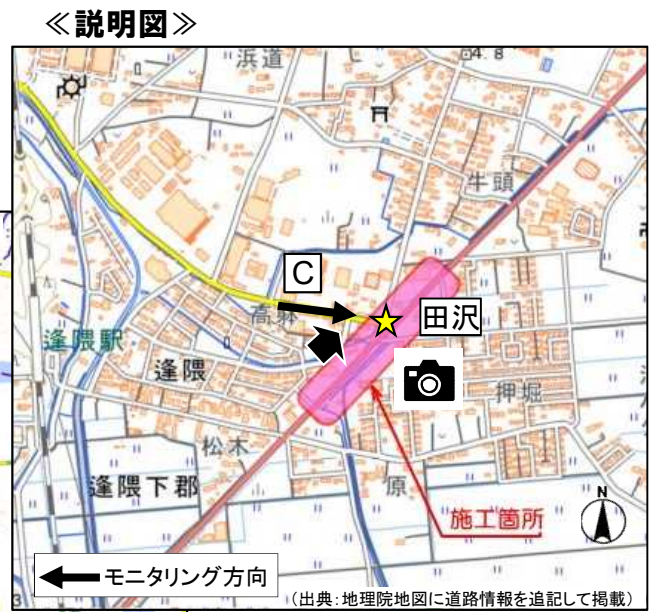 ≪説明図≫
浜道
4.8
牛頭
C
高
田沢
逢隈駅
逢隈
押堀
松木
逢隈下郡
原
施工箇所
N
モニタリング方向
(出典:地理院地図に道路情報を追記して掲載)